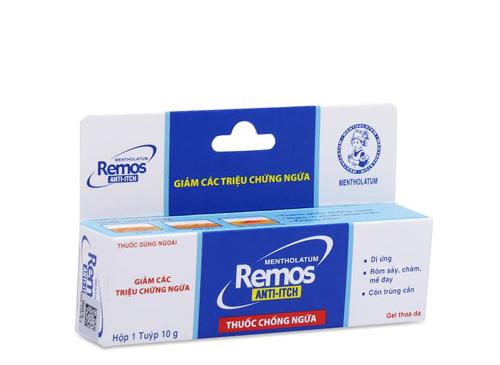 MENTHOLATUM
Remos
ANTI-ITCH
GIẢM CÁC TRIỆU CHỨNG NGỨA
MENTHOLATUM
THUỐC DÙNG NGOÀI
GIẢM CÁC
TRIỆU CHỨNG NGỨA
Hộp 1 Tuýp 10 g
MENTHOLATUM
Remos
ANTI-ITCH
THUỐC CHỐNG NGỨA
• Dị ứng
• Rôm sẩy, chàm,
mề đay
• Côn trùng cắn
Gel thoa da